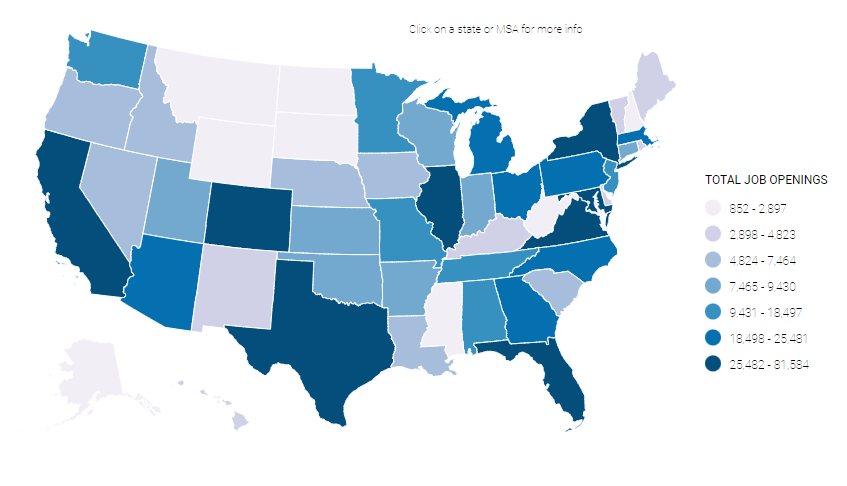 Click on a state or MSA for more info
TOTAL JOB OPENINGS
852 - 2,897
2,898 - 4,823
4,824 - 7,464
7,465 - 9,430
9,431 - 18,497
18,498 - 25,481
25,482 - 81,584